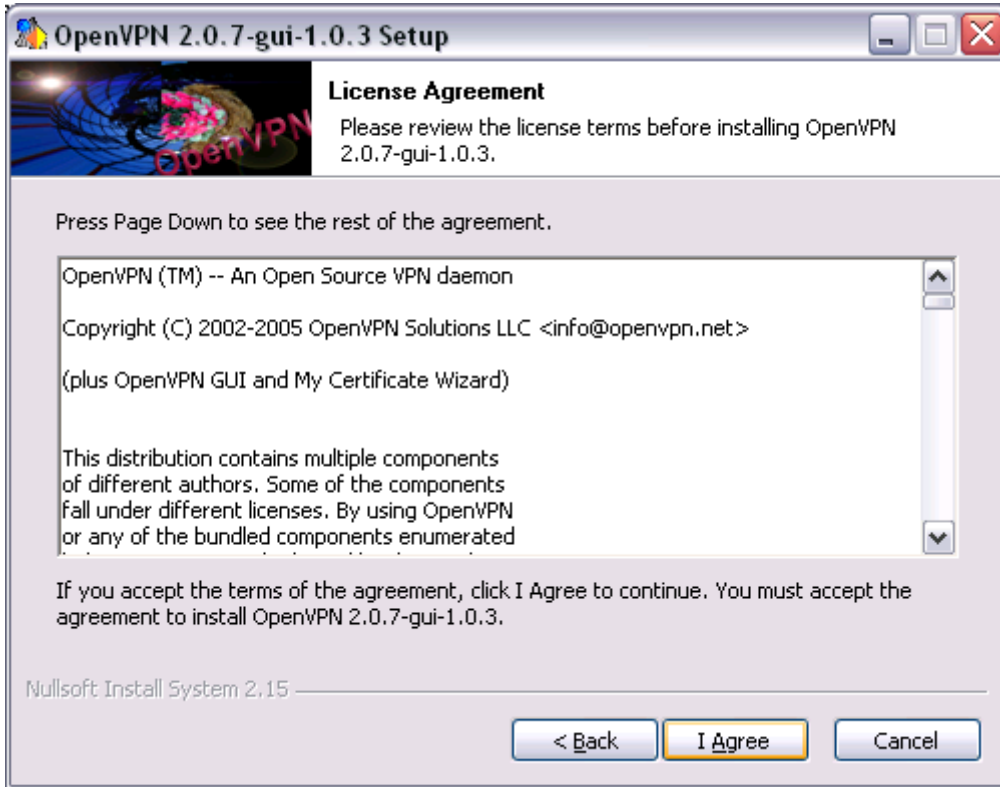 OpenVPN 2.0.7-gui-1.0.3 Setup
OpenVPN
License Agreement
Please review the license terms before installing OpenVPN
2.0.7-gui-1.0.3.
Press Page Down to see the rest of the agreement.
OpenVPN (TM) -- An Open Source VPN daemon
Copyright (C) 2002-2005 OpenVPN Solutions LLC <info@openvpn.net>
(plus OpenVPN GUI and My Certificate Wizard)
This distribution contains multiple components
of different authors. Some of the components
fall under different licenses. By using OpenVPN
or any of the bundled components enumerated
If you accept the terms of the agreement, click I Agree to continue. You must accept the
agreement to install OpenVPN 2.0.7-gui-1.0.3.
Nullsoft Install System 2.15
< Back
I Agree
Cancel